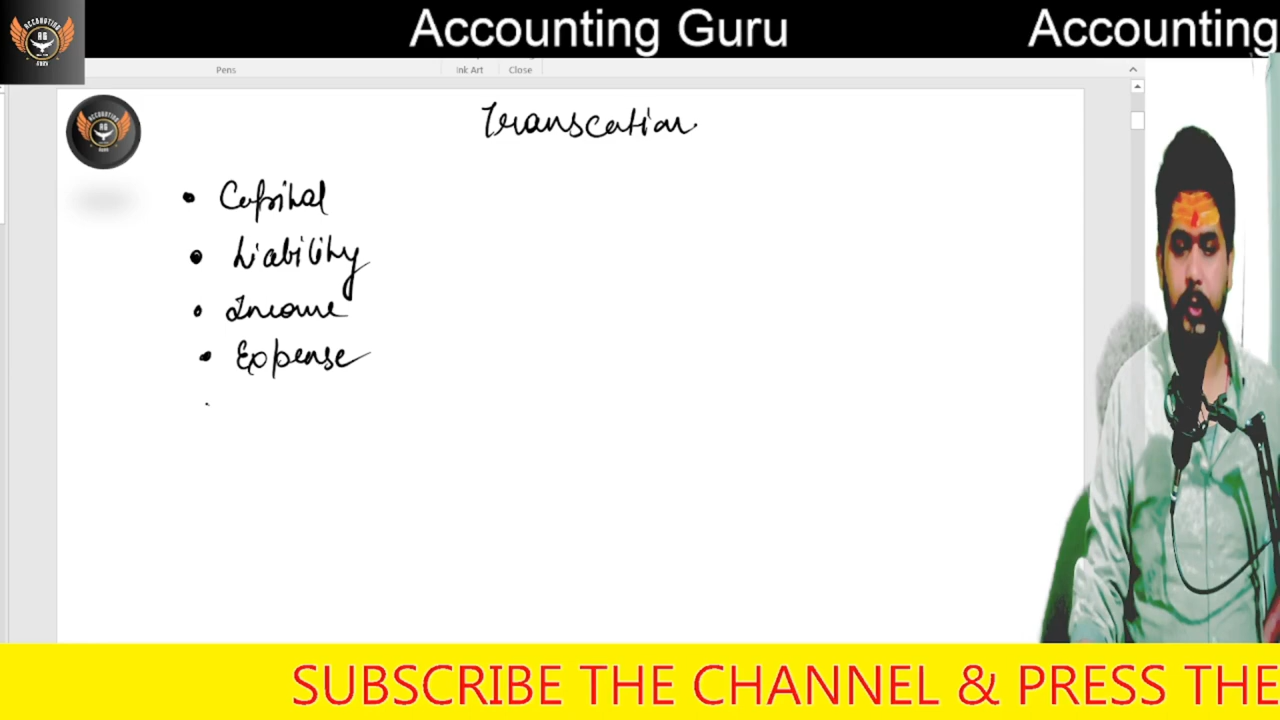 Accounting Guru
Accounting
Pens
Ink Art
Close
Transcation
• Capital
• Liability
• Income
• Expense
SUBSCRIBE THE CHANNEL & PRESS THE